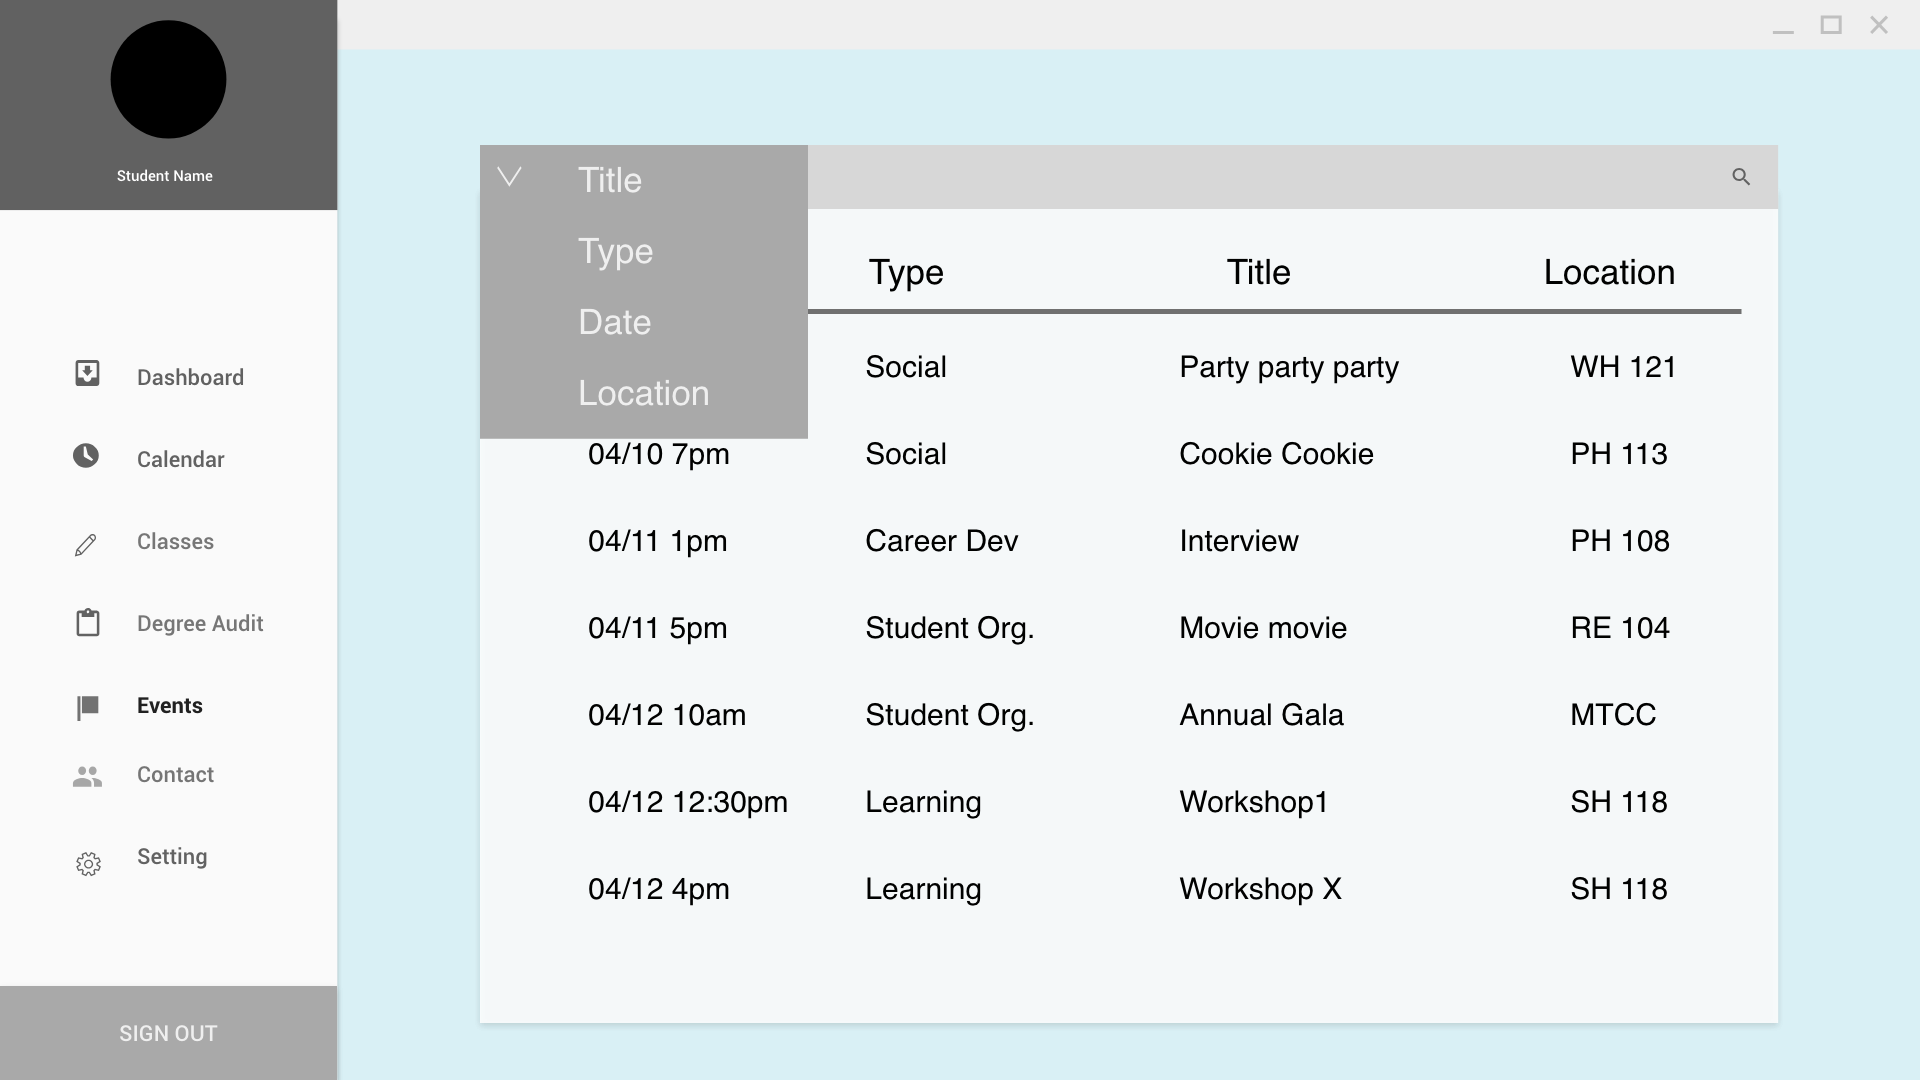 Student Name
Dashboard
Calendar
Classes
Degree Audit
Events
Contact
Setting
SIGN OUT
Title
Type
Date
Location
Type Title Location
Social Party party party WH 121
04/10 7pm Social Cookie Cookie PH 113
04/11 1pm Career Dev Interview PH 108
04/11 5pm Student Org. Movie movie RE 104
04/12 10am Student Org. Annual Gala MTCC
04/12 12:30pm Learning Workshop1 SH 118
04/12 4pm Learning Workshop X SH 118